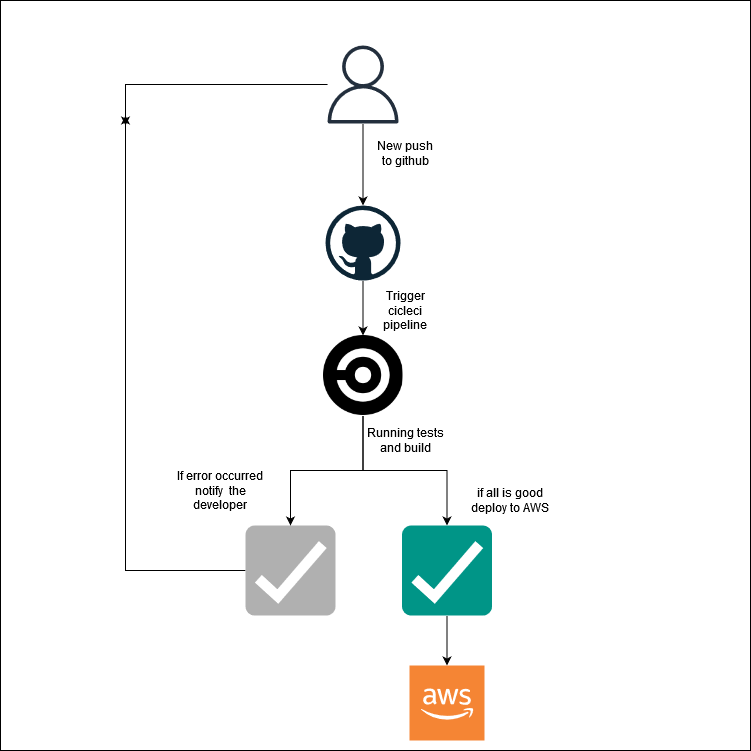 New push
to github
Trigger
cicleci
pipeline
Running tests
and build
If error occurred
notify the
developer
if all is good
deploy to AWS
aws